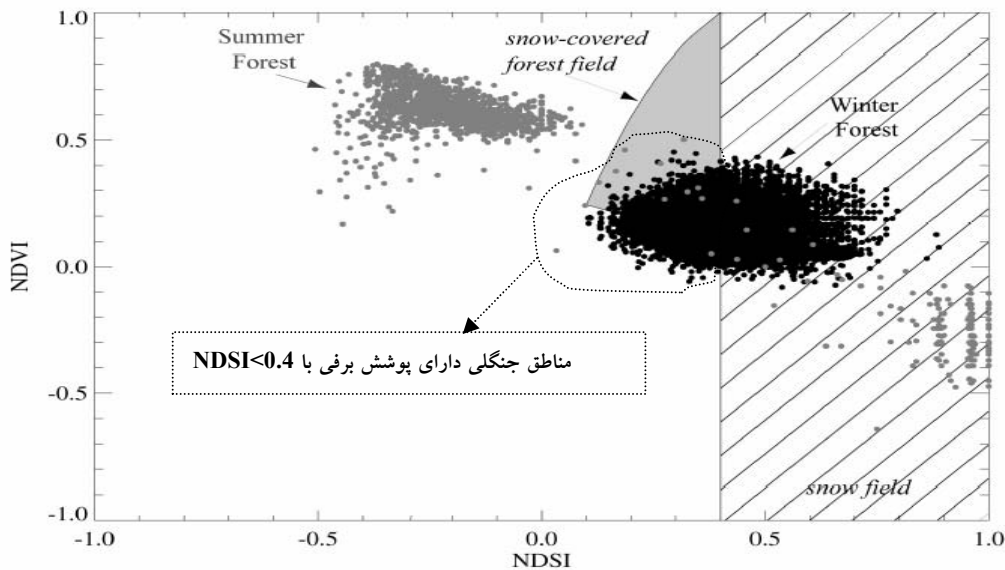 1.0
Summer
Forest
snow-covered
forest field
Winter
Forest
0.5
NDVI
0.0
مناطق جنگلی دارای پوشش برفی با NDSI<0.4
-0.5
snow field
-1.0
-1.0
-0.5
0.0
0.5
1.0
NDSI